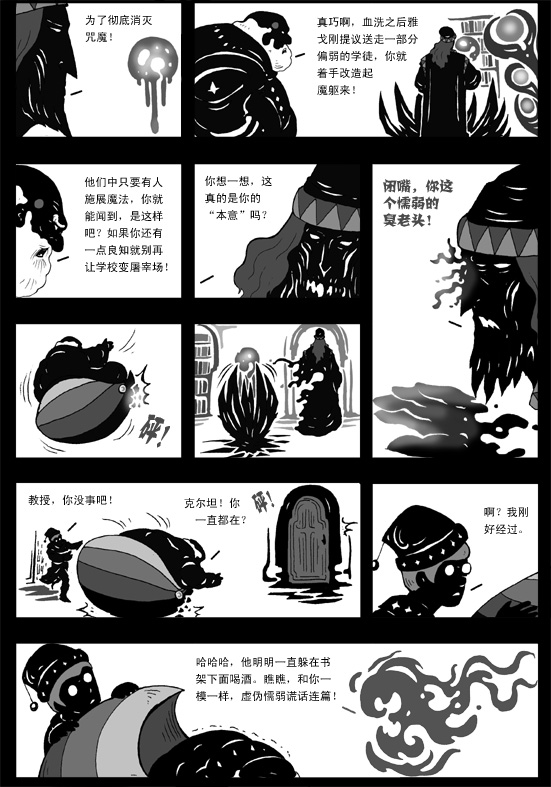 为了彻底消灭
咒魔！
真巧啊，血洗之后雅
戈刚提议送走一部分
偏弱的学徒，你就
着手改造起
魔躯来！
他们中只要有人
施展魔法，你就
能闻到，是这样
吧？如果你还有
一点良知就别再
让学校变屠宰场！
你想一想，这
真的是你的
“本意”吗？
闭嘴，你这
个懦弱的
臭老头！
砰！
教授，你没事吧！
克尔坦！你
一直都在？
砰！
啊？我刚
好经过。
哈哈哈，他明明一直躲在书
架下面喝酒。瞧瞧，和你一
模一样，虚伪懦弱谎话连篇！